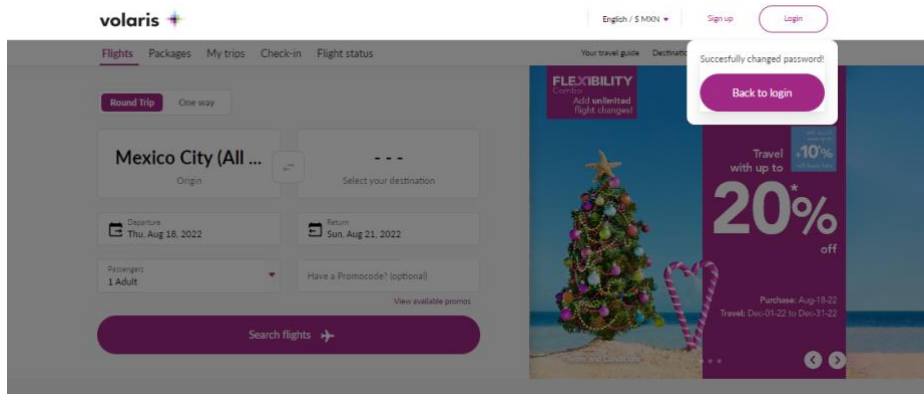 volaris
English / $ MXN
Sign up
Login
Flights Packages My trips Check-in Flight status
Your travel guide
Succesfully changed password!
Back to login
Round Trip
One way
Mexico City (All ...
Origin
- - -
Select your destination
Departure
Thu, Aug 18, 2022
Return
Sun, Aug 21, 2022
Passengers
1 Adult
Have a Promocode? (optional)
View available promos
Search flights
FLEXIBILITY
Combo
Add unlimited
flight changes!
Travel
with up to
+10%
20*%
off
Purchase: Aug-18-22
Travel: Dec-01-22 to Dec-31-22
Terms and Conditions